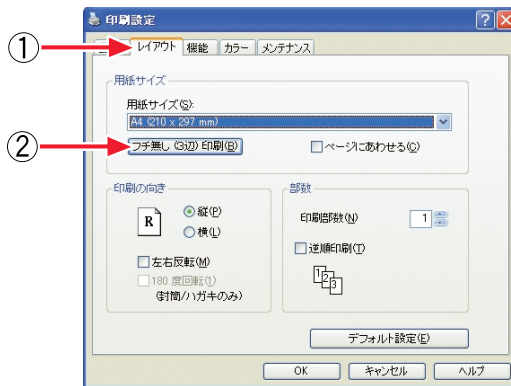 印刷設定
①
レイアウト 機能 カラー メンテナンス
用紙サイズ
用紙サイズ(S):
A4 (210 x 297 mm)
②
フチ無し (3辺) 印刷(B)
ページにあわせる(C)
印刷の向き
R
縦(P)
横(L)
左右反転(M)
180 度回転(I)
(封筒/ハガキのみ)
部数
印刷部数(N) 1
逆順印刷(T)
1 2 3
デフォルト設定(E)
OK キャンセル ヘルプ